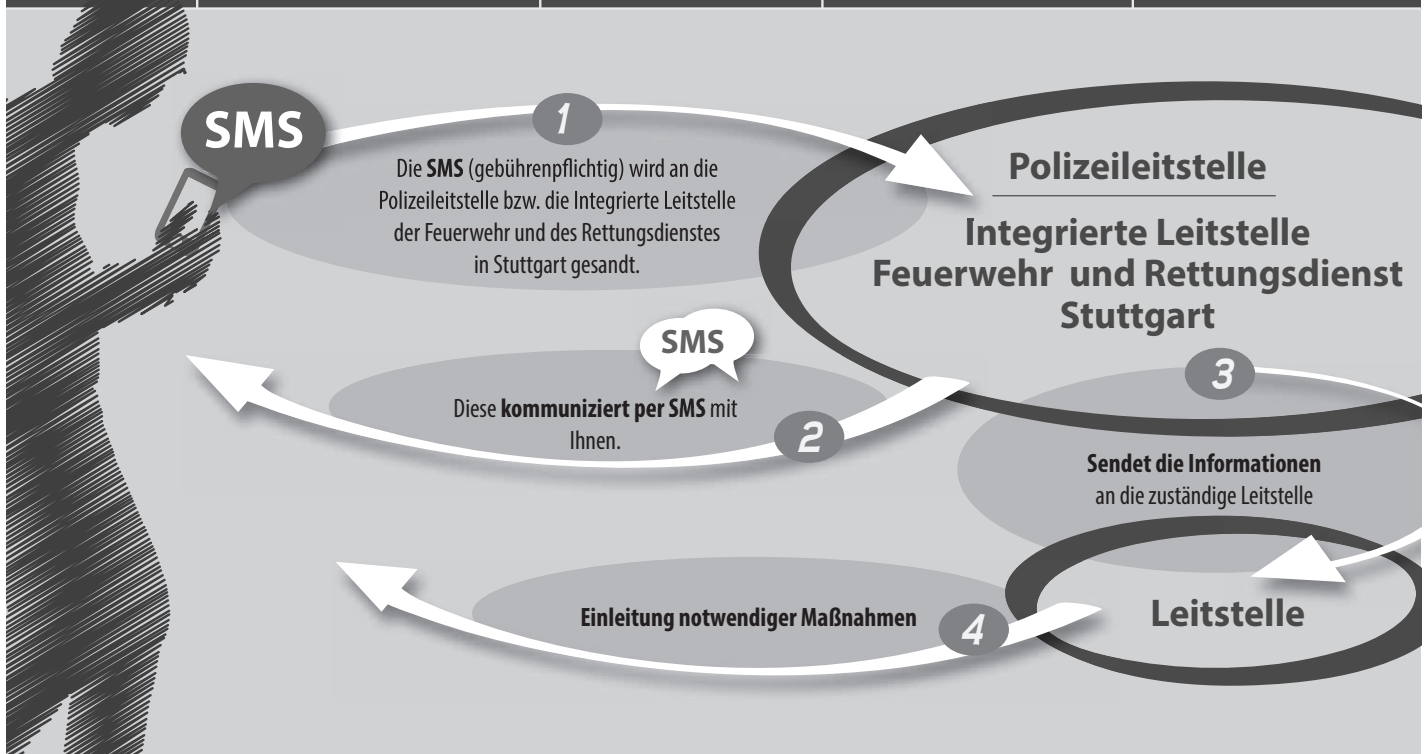 SMS
1
Die SMS (gebührenpflichtig) wird an die
Polizeileitstelle bzw. die Integrierte Leitstelle
der Feuerwehr und des Rettungsdienstes
in Stuttgart gesandt.
Polizeileitstelle
Integrierte Leitstelle
Feuerwehr und Rettungsdienst
Stuttgart
SMS
Diese kommuniziert per SMS mit
Ihnen.
2
3
Sendet die Informationen
an die zuständige Leitstelle
Einleitung notwendiger Maßnahmen
4
Leitstelle